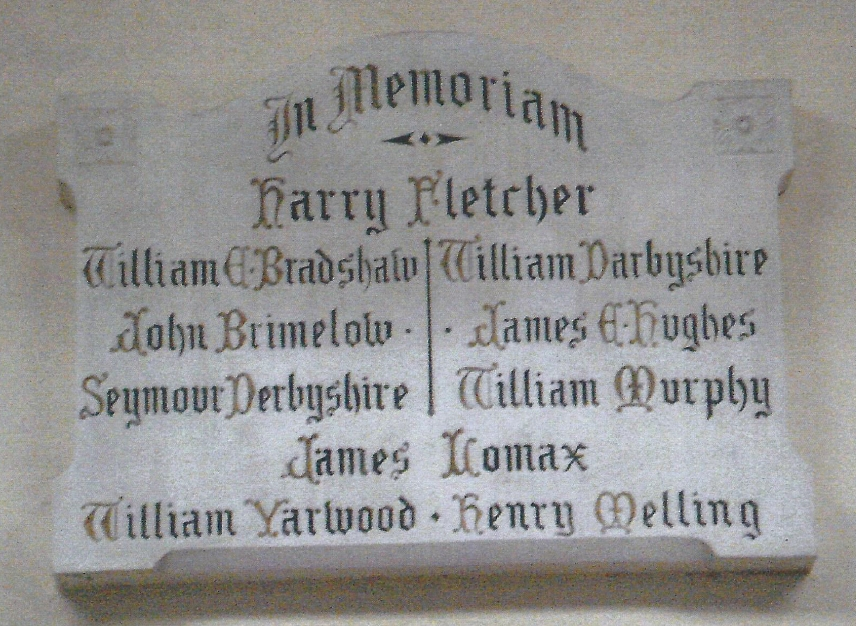 In Memoriam
Harry Fletcher
William E. Bradshaw William Darbyshire
John Brimelow · · James E. Hughes
Seymour Derbyshire William Murphy
James Lomax
William Yarwood · Henry Melling